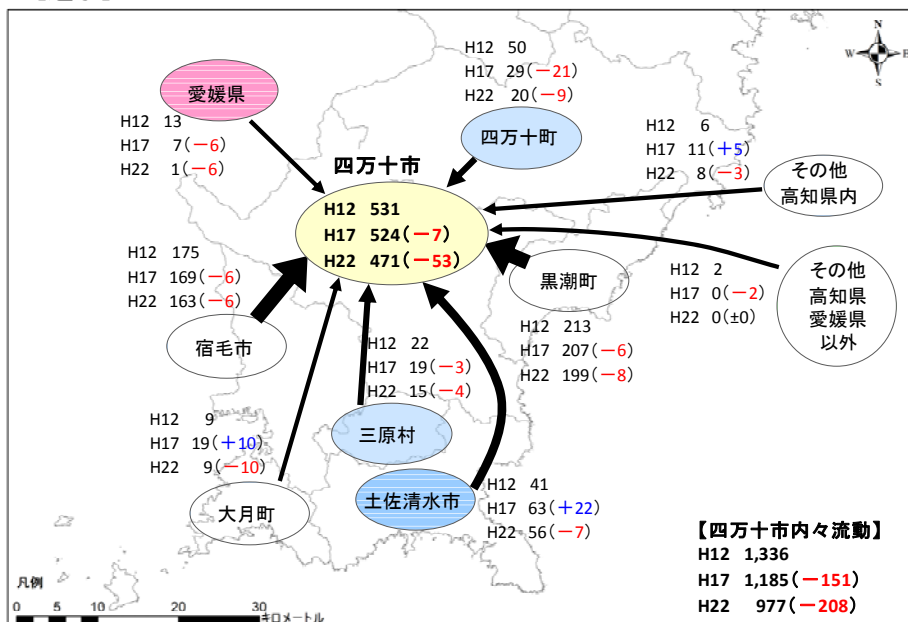 N
W E
S
H12 50
H17 29(−21)
H22 20(−9)
愛媛県
H12 13
H17 7(−6)
H22 1(−6)
四万十町
H12 6
H17 11(+5)
H22 8(−3)
その他
高知県内
四万十市
H12 531
H17 524(−7)
H22 471(−53)
H12 175
H17 169(−6)
H22 163(−6)
宿毛市
黒潮町
H12 213
H17 207(−6)
H22 199(−8)
H12 2
H17 0(−2)
H22 0(±0)
その他
高知県
愛媛県
以外
H12 22
H17 19(−3)
H22 15(−4)
三原村
H12 9
H17 19(+10)
H22 9(−10)
大月町
土佐清水市
H12 41
H17 63(+22)
H22 56(−7)
【四万十市内々流動】
H12 1,336
H17 1,185(−151)
H22 977(−208)
凡例
0 5 10 20 30
キロメートル